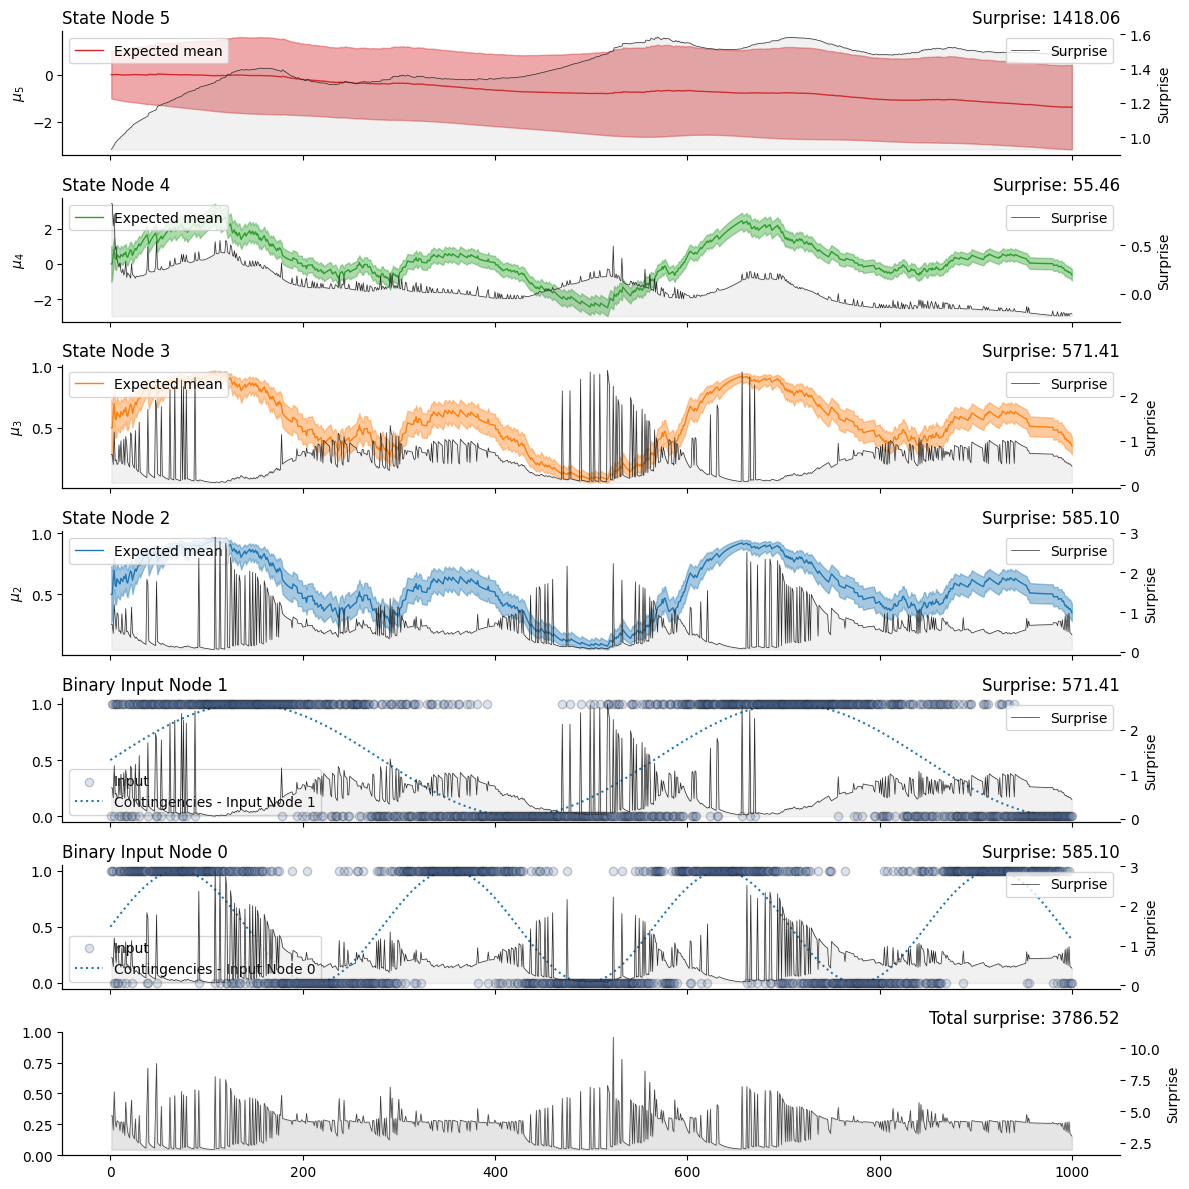 State Node 5 Surprise: 1418.06
Expected mean
Surprise
0
−2
μ5
1.6
1.4
1.2
1.0
Surprise
State Node 4 Surprise: 55.46
Expected mean
Surprise
2
0
−2
μ4
0.5
0.0
Surprise
State Node 3 Surprise: 571.41
Expected mean
Surprise
1.0
0.5
μ3
2
1
0
Surprise
State Node 2 Surprise: 585.10
Expected mean
Surprise
1.0
0.5
μ2
3
2
1
0
Surprise
Binary Input Node 1 Surprise: 571.41
Surprise
1.0
0.5
0.0
Input
Contingencies - Input Node 1
2
1
0
Surprise
Binary Input Node 0 Surprise: 585.10
Surprise
1.0
0.5
0.0
Input
Contingencies - Input Node 0
3
2
1
0
Surprise
Total surprise: 3786.52
1.00
0.75
0.50
0.25
0.00
10.0
7.5
5.0
2.5
Surprise
0 200 400 600 800 1000